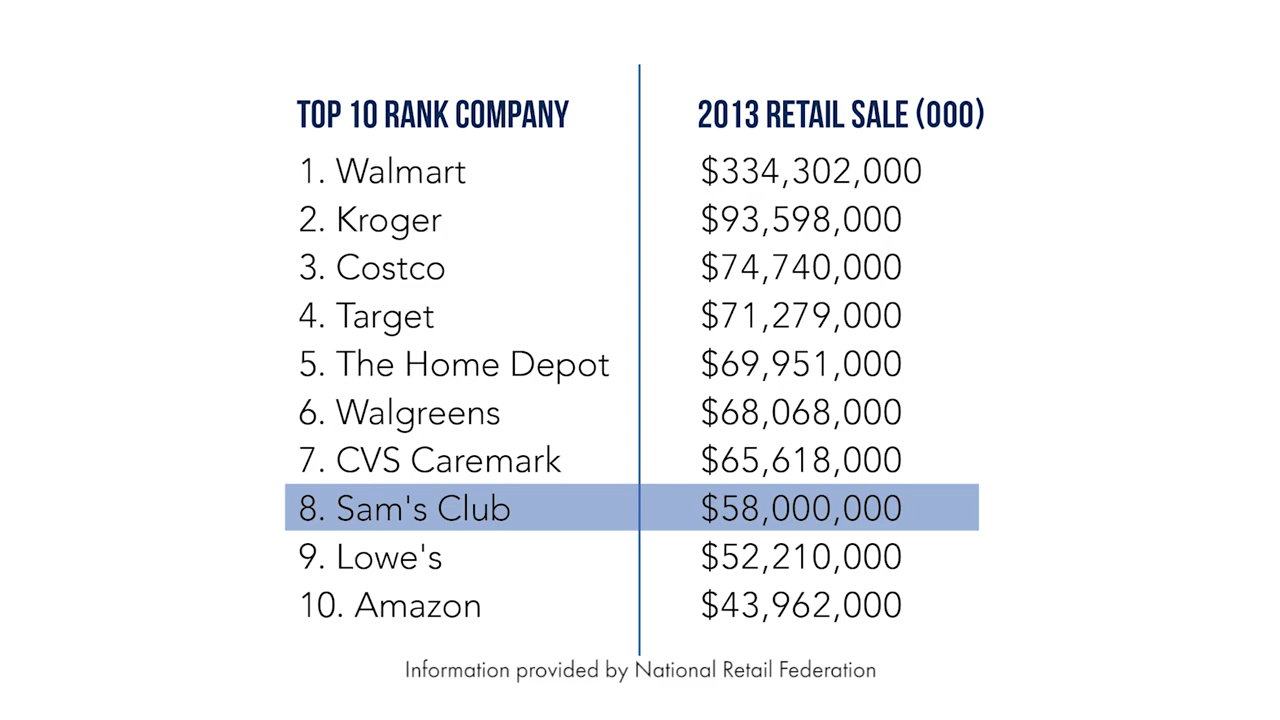 TOP 10 RANK COMPANY 2013 RETAIL SALE (000)
1. Walmart $334,302,000
2. Kroger $93,598,000
3. Costco $74,740,000
4. Target $71,279,000
5. The Home Depot $69,951,000
6. Walgreens $68,068,000
7. CVS Caremark $65,618,000
8. Sam's Club $58,000,000
9. Lowe's $52,210,000
10. Amazon $43,962,000
Information provided by National Retail Federation